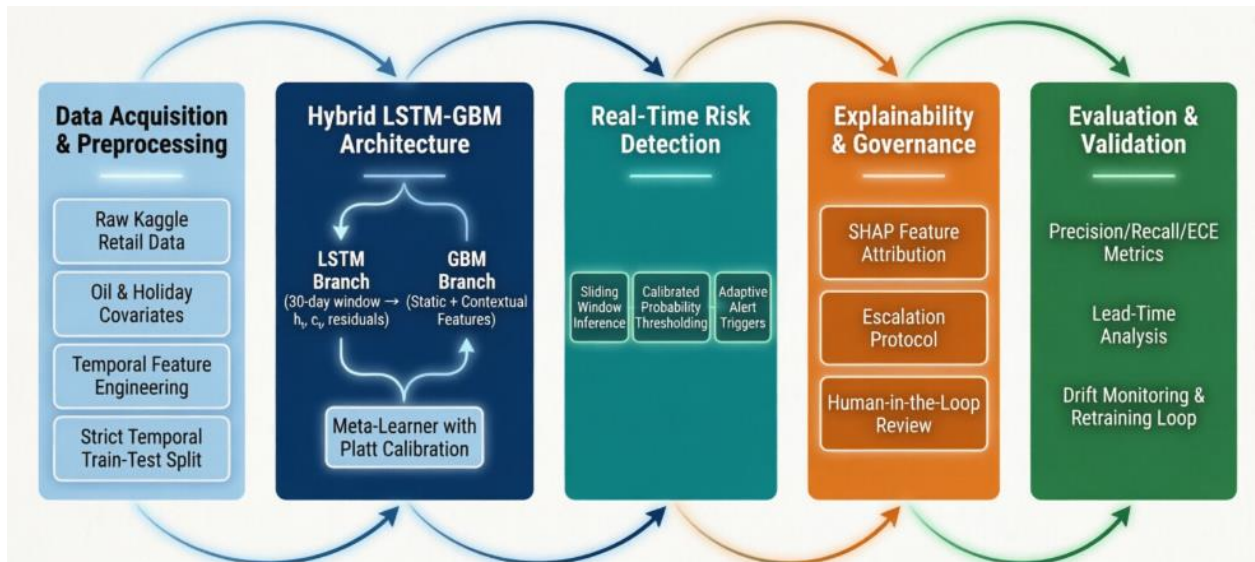 Data Acquisition
& Preprocessing
Raw Kaggle
Retail Data
Oil & Holiday
Covariates
Temporal Feature
Engineering
Strict Temporal
Train-Test Split
Hybrid LSTM-GBM
Architecture
LSTM
Branch
(30-day window →
hₜ, cₜ, residuals)
GBM
Branch
(Static + Contextual
Features)
Meta-Learner with
Platt Calibration
Real-Time Risk
Detection
Sliding
Window
Inference
Calibrated
Probability
Thresholding
Adaptive
Alert
Triggers
Explainability
& Governance
SHAP Feature
Attribution
Escalation
Protocol
Human-in-the-Loop
Review
Evaluation &
Validation
Precision/Recall/ECE
Metrics
Lead-Time
Analysis
Drift Monitoring &
Retraining Loop